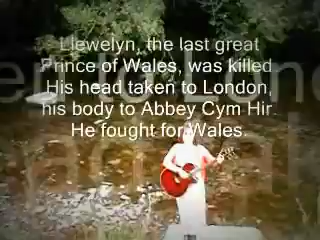 Llewelyn, the last great
Prince of Wales, was killed
His head taken to London,
his body to Abbey Cym Hir.
He fought for Wales.